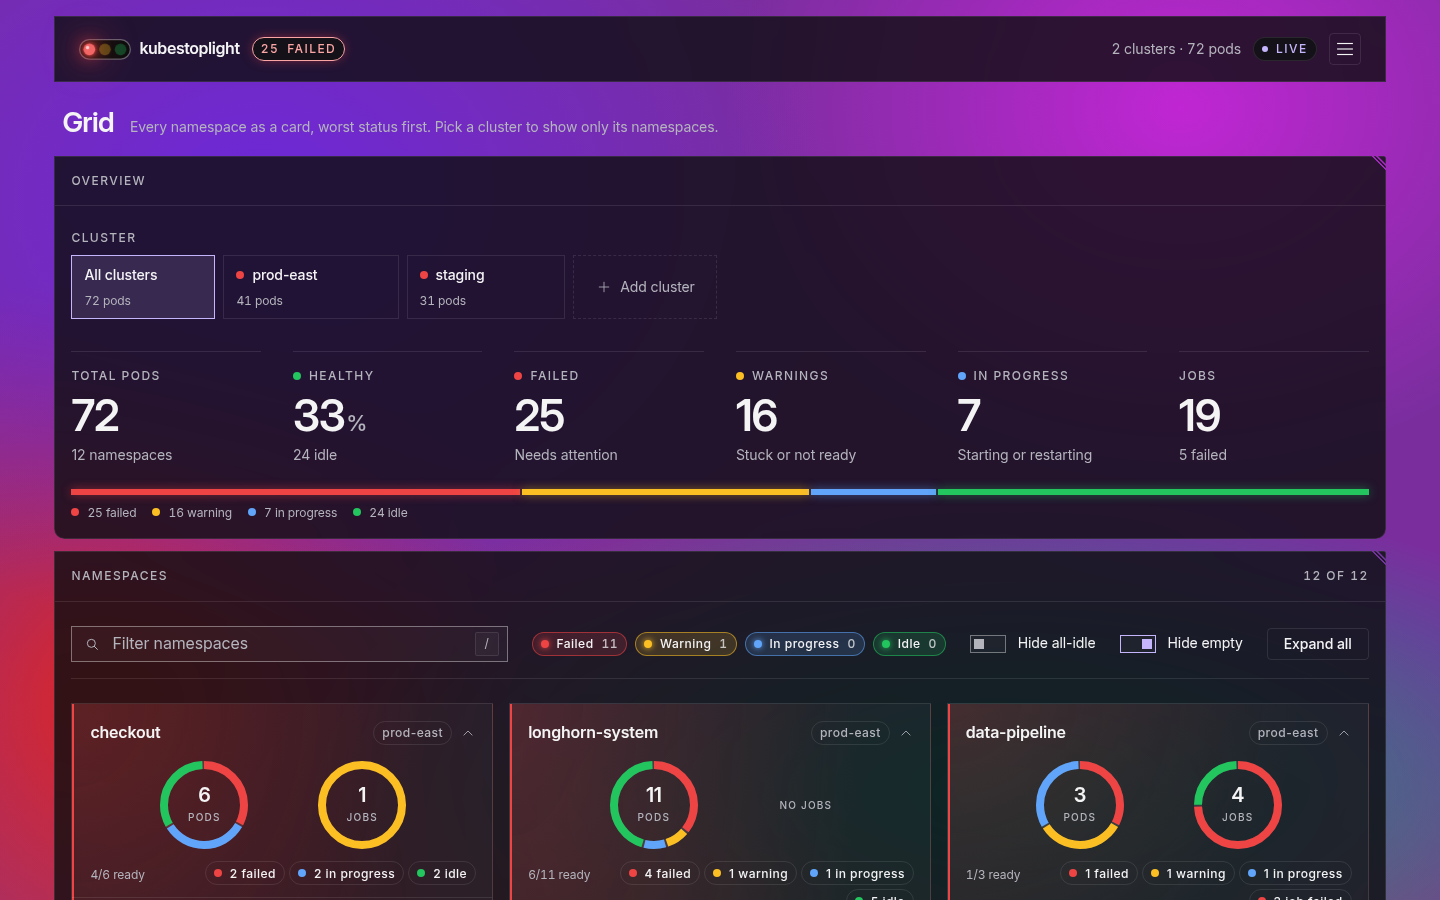 kubestoplight 25 FAILED 2 clusters · 72 pods LIVE
Grid Every namespace as a card, worst status first. Pick a cluster to show only its namespaces.
OVERVIEW
CLUSTER
All clusters prod-east staging
72 pods 41 pods 31 pods
+ Add cluster
TOTAL PODS HEALTHY FAILED WARNINGS IN PROGRESS JOBS
72 33% 25 16 7 19
12 namespaces 24 idle Needs attention Stuck or not ready Starting or restarting 5 failed
25 failed 16 warning 7 in progress 24 idle
NAMESPACES 12 OF 12
Filter namespaces / Failed 11 Warning 1 In progress 0 Idle 0 Hide all-idle Hide empty Expand all
checkout prod-east longhorn-system prod-east data-pipeline prod-east
6 1 11 3 4
PODS JOBS PODS NO JOBS PODS JOBS
4/6 ready 2 failed 2 in progress 2 idle 6/11 ready 4 failed 1 warning 1 in progress 1/3 ready 1 failed 1 warning 1 in progress
5 idle